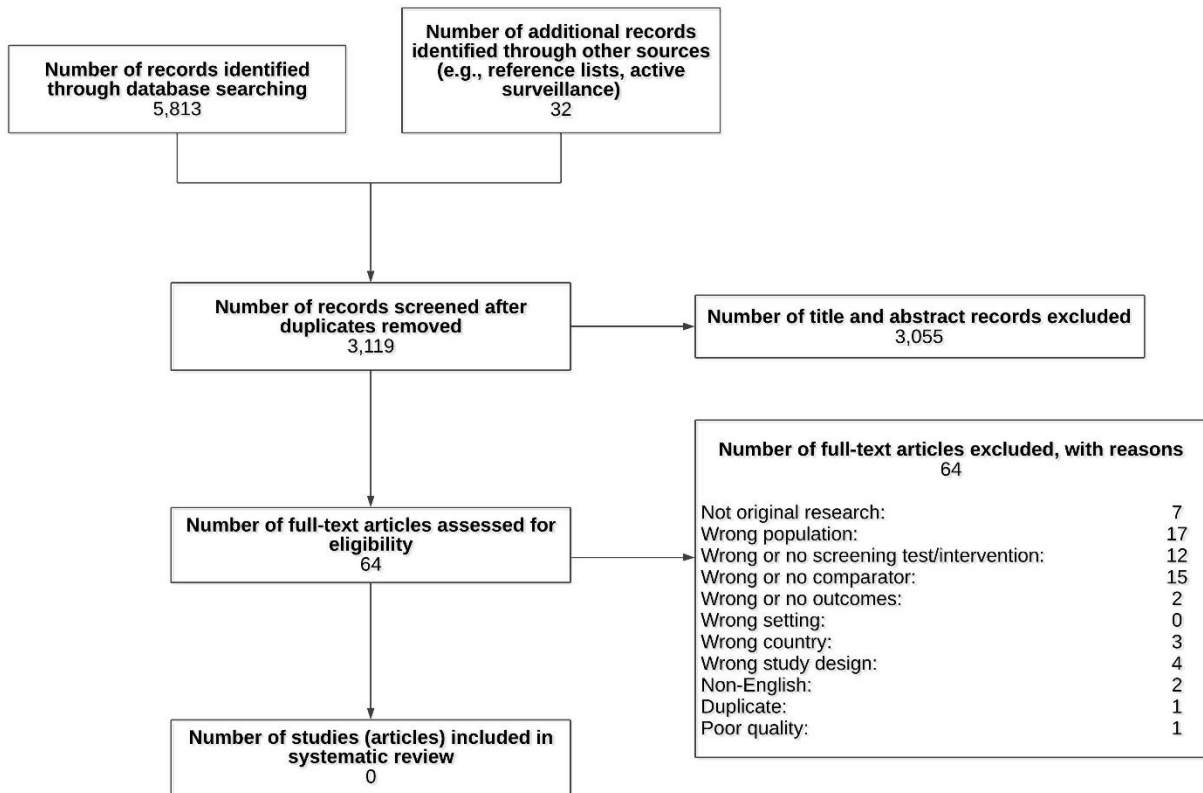 Number of records identified
through database searching
5,813
Number of additional records
identified through other sources
(e.g., reference lists, active
surveillance)
32
Number of records screened after
duplicates removed
3,119
Number of title and abstract records excluded
3,055
Number of full-text articles assessed for
eligibility
64
Number of full-text articles excluded, with reasons
64
Not original research: 7
Wrong population: 17
Wrong or no screening test/intervention: 12
Wrong or no comparator: 15
Wrong or no outcomes: 2
Wrong setting: 0
Wrong country: 3
Wrong study design: 4
Non-English: 2
Duplicate: 1
Poor quality: 1
Number of studies (articles) included in
systematic review
0